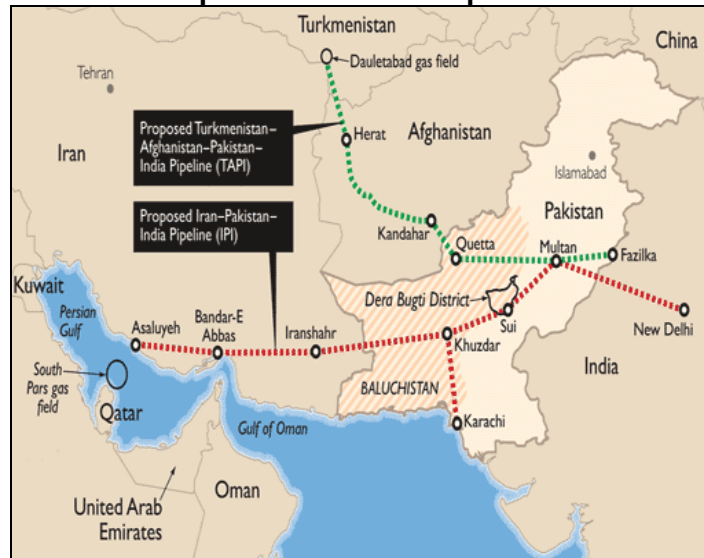 Turkmenistan
China
Dauletabad gas field
Tehran
Proposed Turkmenistan–
Afghanistan–Pakistan–
India Pipeline (TAPI)
Herat
Afghanistan
Iran
Islamabad
Pakistan
Proposed Iran–Pakistan–
India Pipeline (IPI)
Kandahar
Quetta
Multan
Fazilka
Kuwait
Persian
Gulf
Dera Bugti District
Bandar-E
Abbas
Asaluyeh
Iranshahr
Sui
New Delhi
Khuzdar
South
Pars gas
field
India
BALUCHISTAN
Qatar
Karachi
Gulf of Oman
United Arab
Emirates
Oman